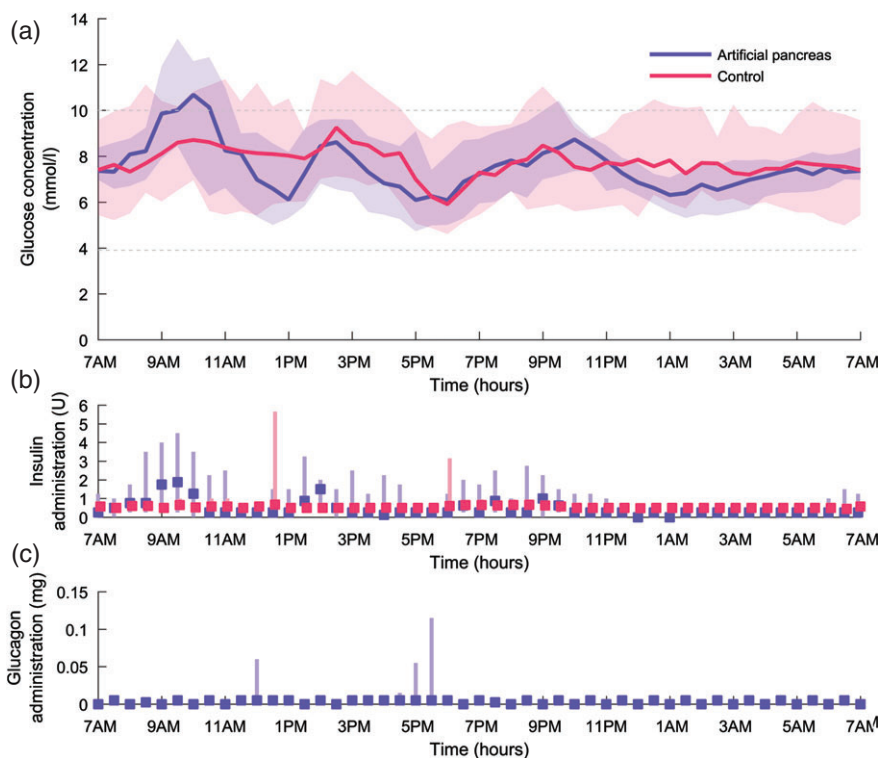 (a)
14
12
10
8
6
4
2
0
Glucose concentration
(mmol/l)
Artificial pancreas
Control
7AM 9AM 11AM 1PM 3PM 5PM 7PM 9PM 11PM 1AM 3AM 5AM 7AM
Time (hours)
(b)
6
5
4
3
2
1
0
Insulin
administration (U)
7AM 9AM 11AM 1PM 3PM 5PM 7PM 9PM 11PM 1AM 3AM 5AM 7AM
Time (hours)
(c)
0.15
0.1
0.05
0
Glucagon
administration (mg)
7AM 9AM 11AM 1PM 3PM 5PM 7PM 9PM 11PM 1AM 3AM 5AM 7AM
Time (hours)